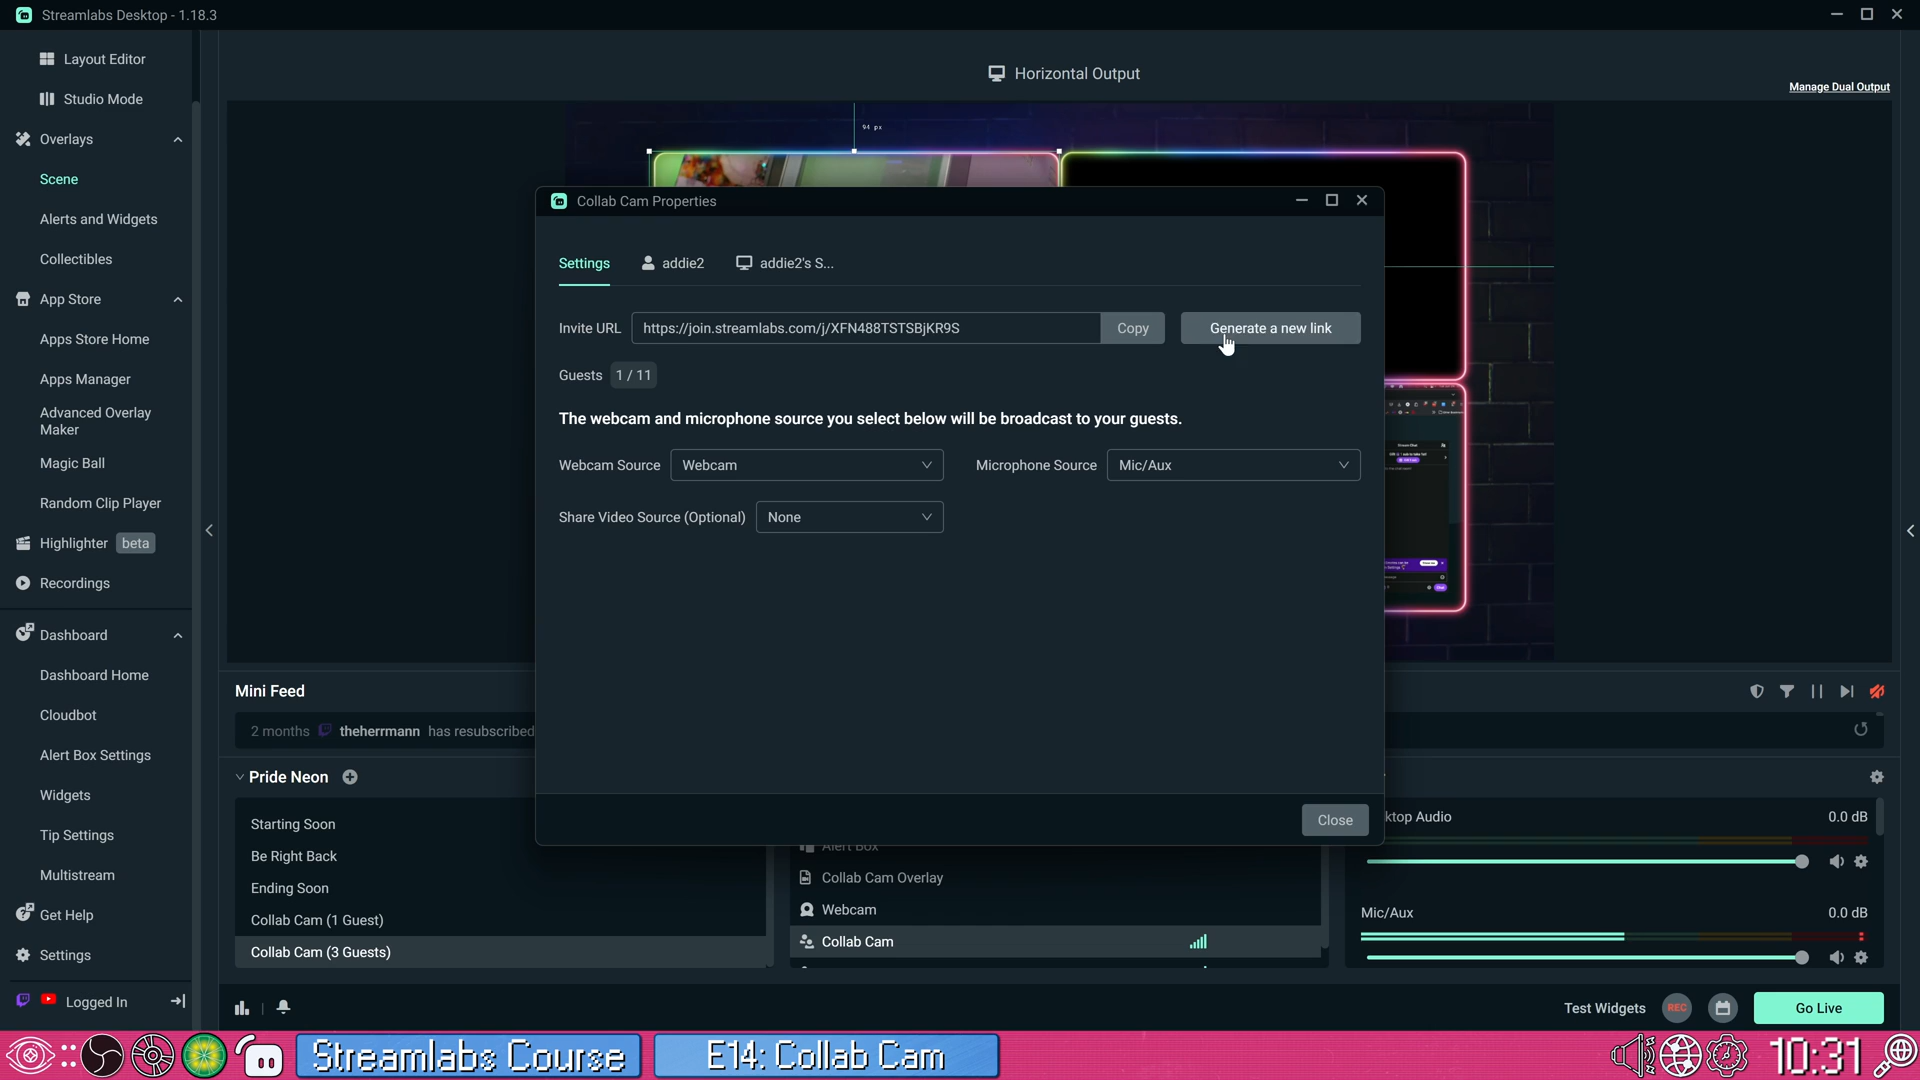 Streamlabs Desktop - 1.18.3
Layout Editor
Studio Mode
Overlays
Scene
Alerts and Widgets
Collectibles
App Store
Apps Store Home
Apps Manager
Advanced Overlay
Maker
Magic Ball
Random Clip Player
Highlighter beta
Recordings
Dashboard
Dashboard Home
Cloudbot
Alert Box Settings
Widgets
Tip Settings
Multistream
Get Help
Settings
Logged In
Horizontal Output
Manage Dual Output
94 px
Collab Cam Properties
Settings
addie2
addie2's S...
Invite URL https://join.streamlabs.com/j/XFN488TSTSBjKR9S Copy Generate a new link
Guests 1 / 11
The webcam and microphone source you select below will be broadcast to your guests.
Webcam Source Webcam Microphone Source Mic/Aux
Share Video Source (Optional) None
Close
Mini Feed
2 months theherrmann has resubscribed
Pride Neon
Starting Soon
Be Right Back
Ending Soon
Collab Cam (1 Guest)
Collab Cam (3 Guests)
Alert Box
Collab Cam Overlay
Webcam
Collab Cam
ktop Audio 0.0 dB
Mic/Aux 0.0 dB
Test Widgets REC Go Live
Streamlabs Course E14: Collab Cam 10:31